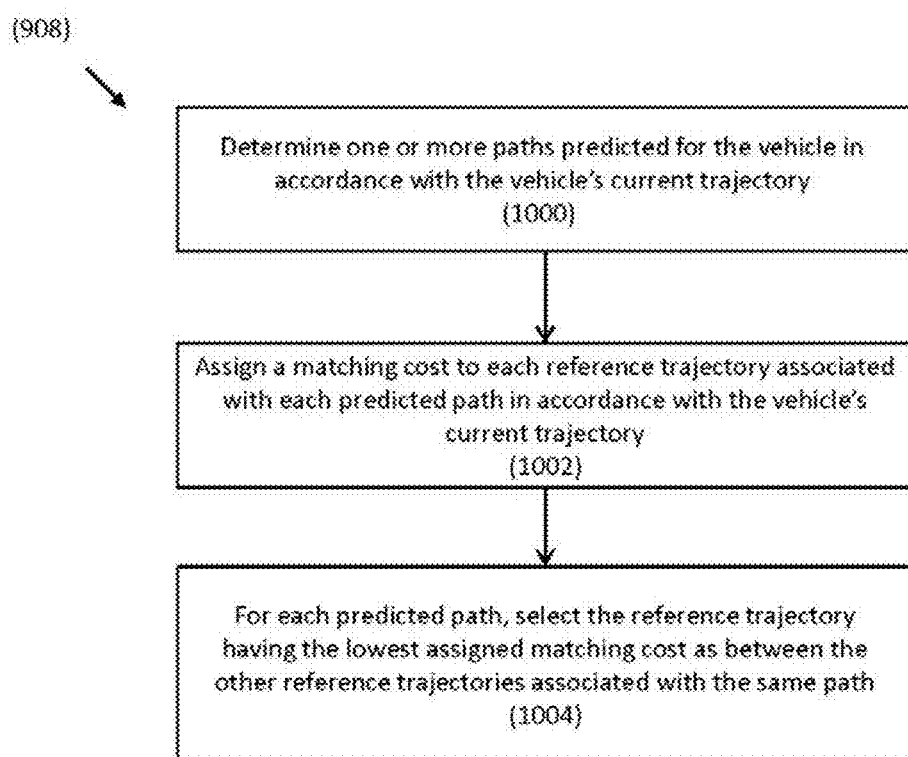 (908)
Determine one or more paths predicted for the vehicle in
accordance with the vehicle's current trajectory
(1000)
Assign a matching cost to each reference trajectory associated
with each predicted path in accordance with the vehicle's
current trajectory
(1002)
For each predicted path, select the reference trajectory
having the lowest assigned matching cost as between the
other reference trajectories associated with the same path
(1004)